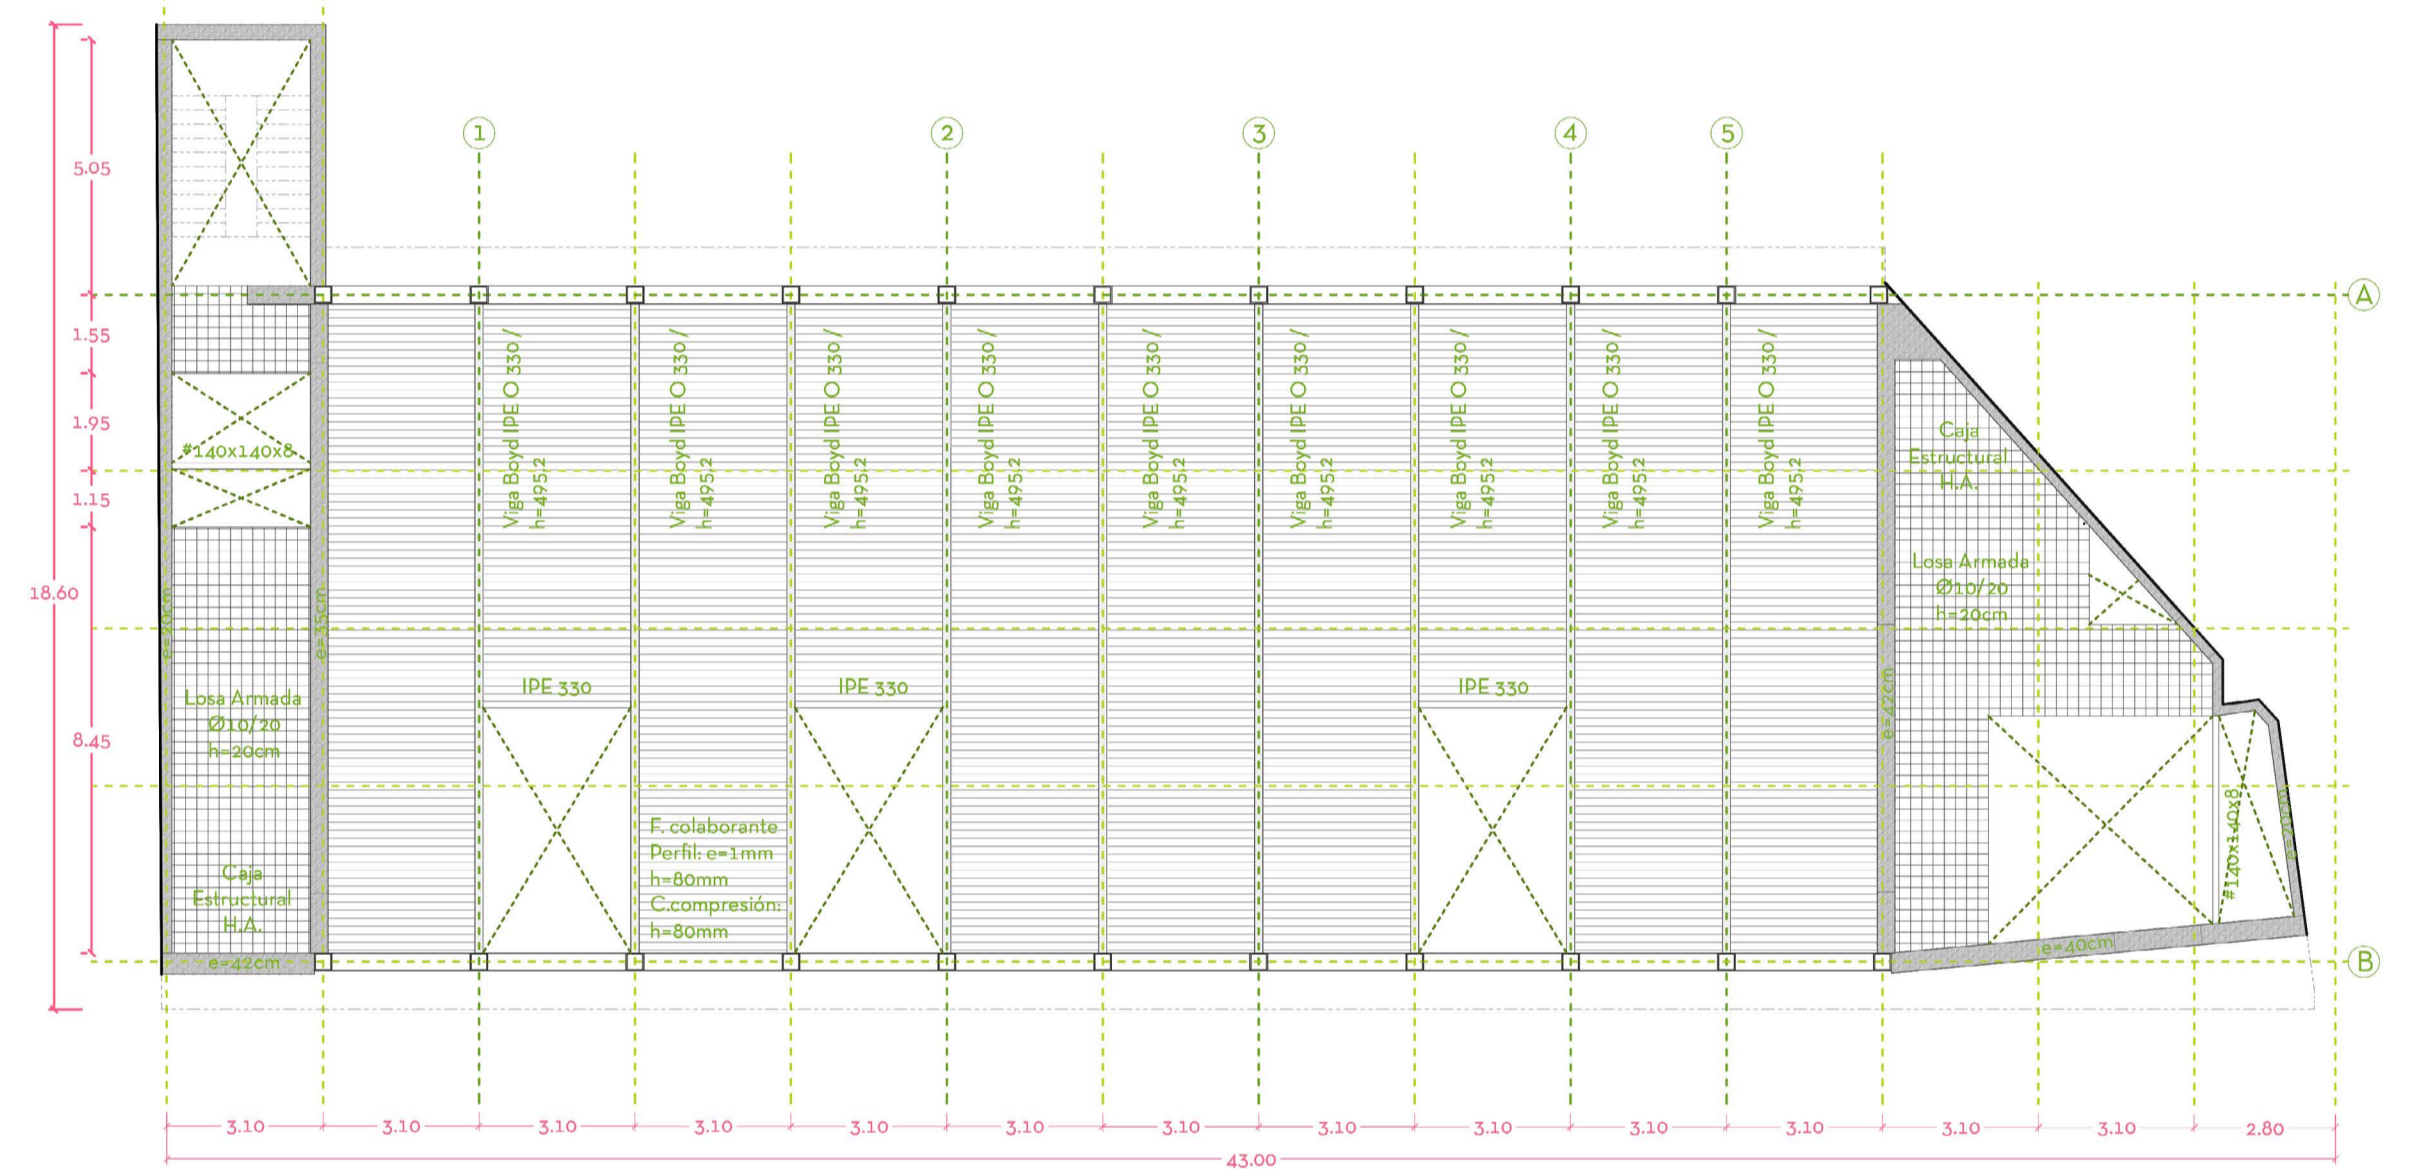 1
2
3
4
5
A
B
5.05
1.55
1.95
1.15
8.45
18.60
#140x140x8
e=20cm
e=35cm
Losa Armada
Ø10/20
h=20cm
Caja
Estructural
H.A.
e=42cm
Viga Boyd IPE O 330 /
h=495.2
Viga Boyd IPE O 330 /
h=495.2
Viga Boyd IPE O 330 /
h=495.2
Viga Boyd IPE O 330 /
h=495.2
Viga Boyd IPE O 330 /
h=495.2
Viga Boyd IPE O 330 /
h=495.2
Viga Boyd IPE O 330 /
h=495.2
Viga Boyd IPE O 330 /
h=495.2
Viga Boyd IPE O 330 /
h=495.2
IPE 330
IPE 330
IPE 330
F. colaborante
Perfil: e=1mm
h=80mm
C.compresión:
h=80mm
Caja
Estructural
H.A.
Losa Armada
Ø10/20
h=20cm
e=42cm
#140x140x8
e=20cm
e=40cm
3.10
3.10
3.10
3.10
3.10
3.10
3.10
3.10
3.10
3.10
3.10
3.10
3.10
2.80
43.00